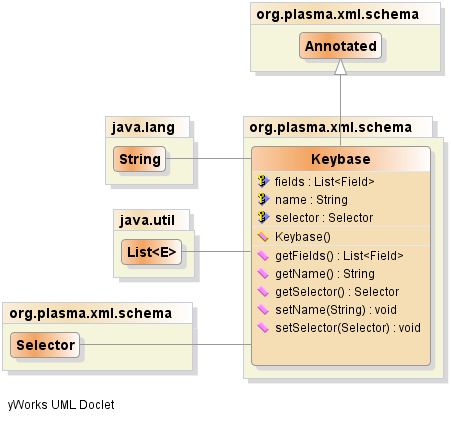 org.plasma.xml.schema
Annotated
java.lang
String
org.plasma.xml.schema
Keybase
fields : List<Field>
name : String
selector : Selector
Keybase()
getFields() : List<Field>
getName() : String
getSelector() : Selector
setName(String) : void
setSelector(Selector) : void
java.util
List<E>
org.plasma.xml.schema
Selector
yWorks UML Doclet